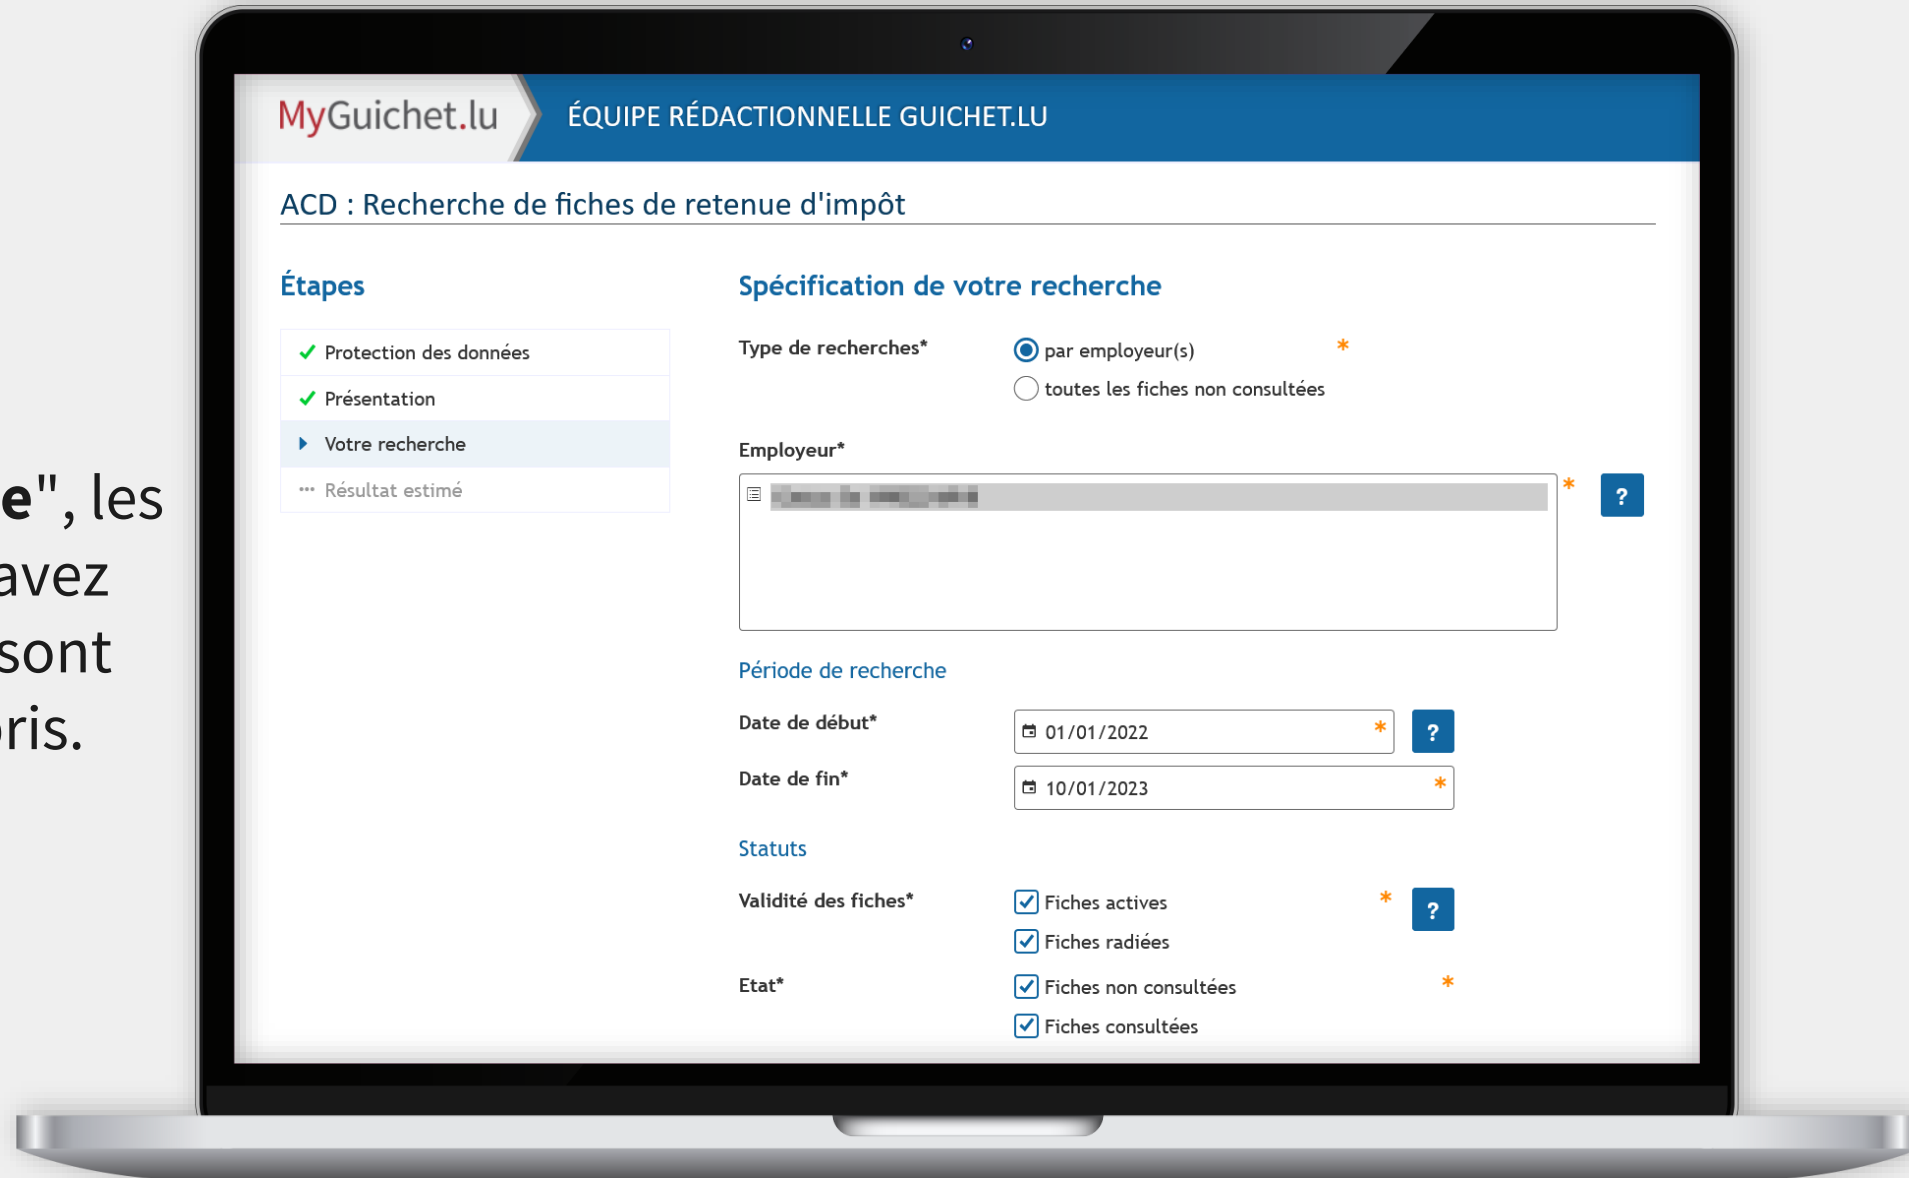 e", les
avez
sont
ris.
MyGuichet.lu
ÉQUIPE RÉDACTIONNELLE GUICHET.LU
ACD : Recherche de fiches de retenue d'impôt
Étapes
Protection des données
Présentation
Votre recherche
Résultat estimé
Spécification de votre recherche
Type de recherches*
par employeur(s) *
toutes les fiches non consultées
Employeur*
* ?
Période de recherche
Date de début* 01/01/2022 * ?
Date de fin* 10/01/2023 *
Statuts
Validité des fiches* Fiches actives * ?
Fiches radiées
Etat* Fiches non consultées *
Fiches consultées